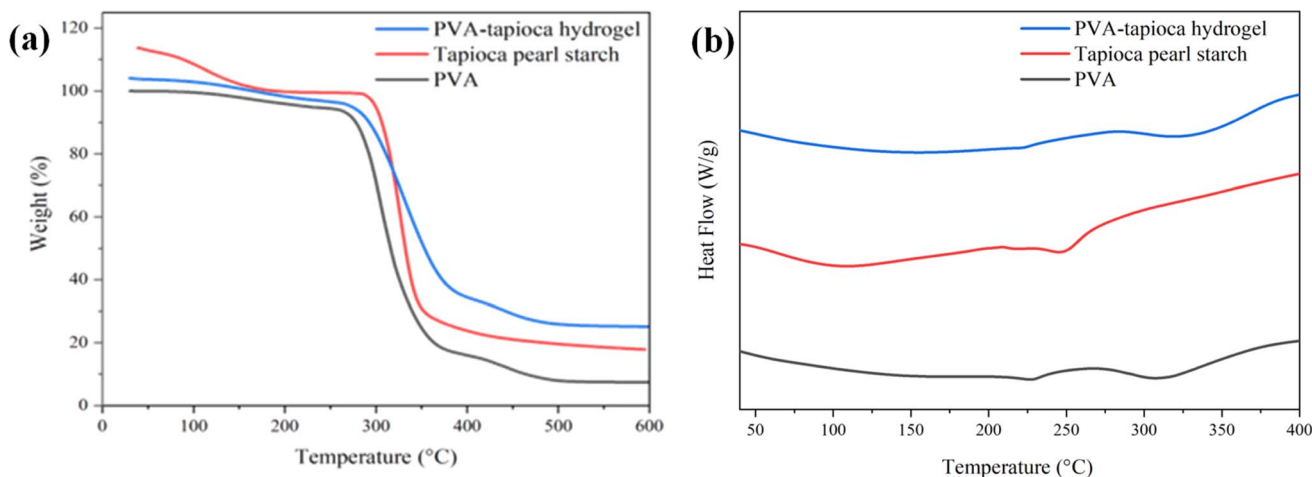 (a)
PVA-tapioca hydrogel
Tapioca pearl starch
PVA
120
100
80
60
40
20
0
Weight (%)
0 100 200 300 400 500 600
Temperature (°C)
(b)
PVA-tapioca hydrogel
Tapioca pearl starch
PVA
Heat Flow (W/g)
50 100 150 200 250 300 350 400
Temperature (°C)